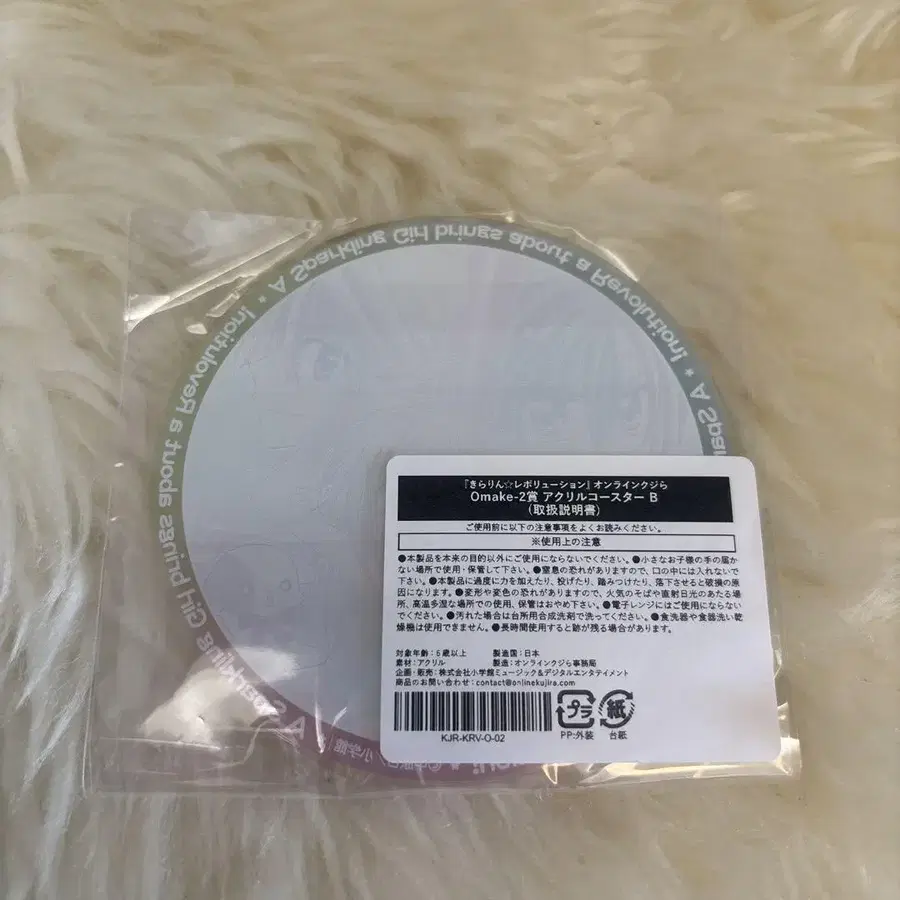 A Sparkling Girl brings about a Revolution! * A Spar
A Sparkling Girl brings about a Revolution! *
『きらりん☆レボリューション』オンラインクジら
Omake-2賞 アクリルコースター B
(取扱説明書)
ご使用前に以下の注意事項をよくお読みください。
※使用上の注意
●本製品を本来の目的以外にご使用にならないでください。●小さなお子様の手の届か
ない場所で使用・保管して下さい。●窒息の恐れがありますので、口の中には入れないで
下さい。●本製品に過度に力を加えたり、投げたり、踏みつけたり、落下させると破損の原
因になります。●変形や変色の恐れがありますので、火気のそばや直射日光のあたる場
所、高温多湿な場所での使用、保管はおやめ下さい。●電子レンジにはご使用にならない
でください。●汚れた場合は台所用合成洗剤で洗ってください。●食洗器や食器洗い乾
燥機は使用できません。●長時間使用すると跡が残る場合があります。
対象年齢:6歳以上 製造国:日本
素材:アクリル 製造:オンラインクジら事務局
企画・販売:株式会社小学館ミュージック&デジタルエンタテイメント
商品のお問い合わせ:contact@onlinekujira.com
KJR-KRV-O-02
プラ
PP:外装
紙
台紙